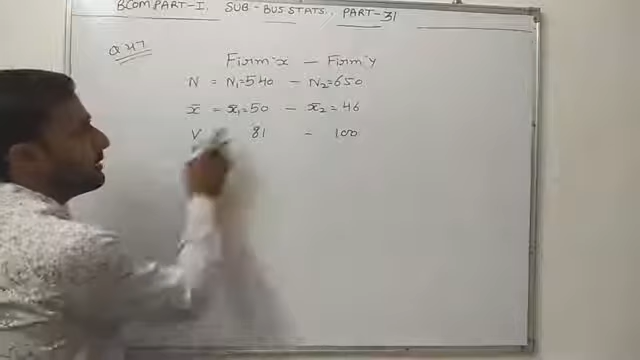 BCOM PART-I, SUB-BUS STATS., PART-31
Q.No7
Firm-x — Firm-y
N = N₁=540 - N₂=650
x̄ = x̄₁=50 - x̄₂=46
V 81 - 100